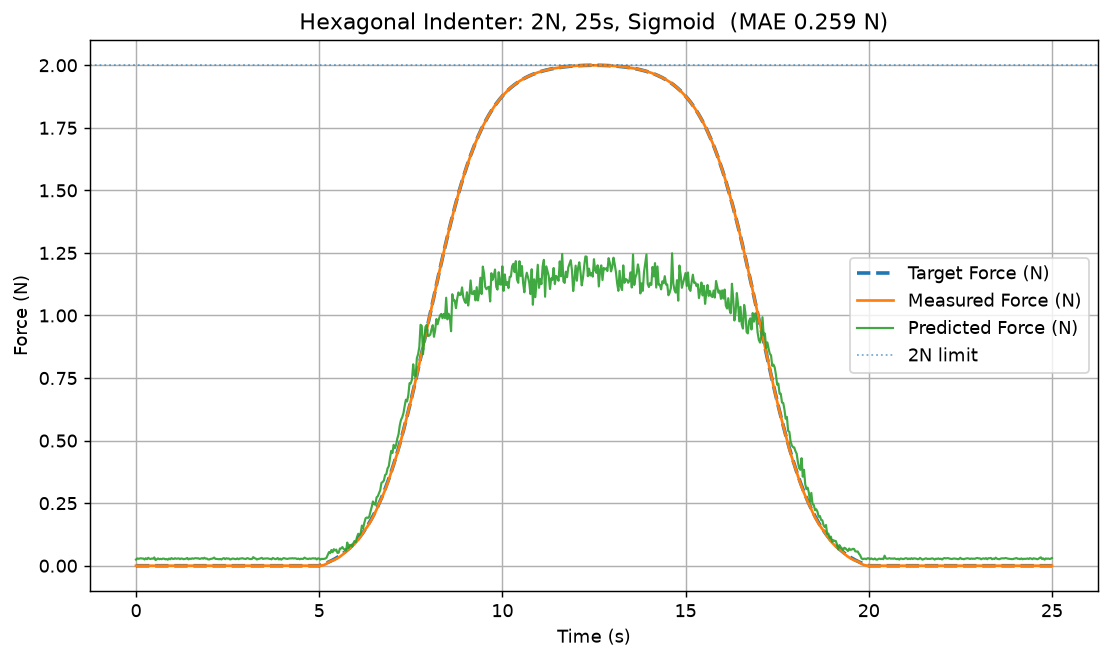 Hexagonal Indenter: 2N, 25s, Sigmoid  (MAE 0.259 N)
2.00
1.75
1.50
1.25
1.00
0.75
0.50
0.25
0.00
Force (N)
Target Force (N)
Measured Force (N)
Predicted Force (N)
2N limit
0 5 10 15 20 25
Time (s)